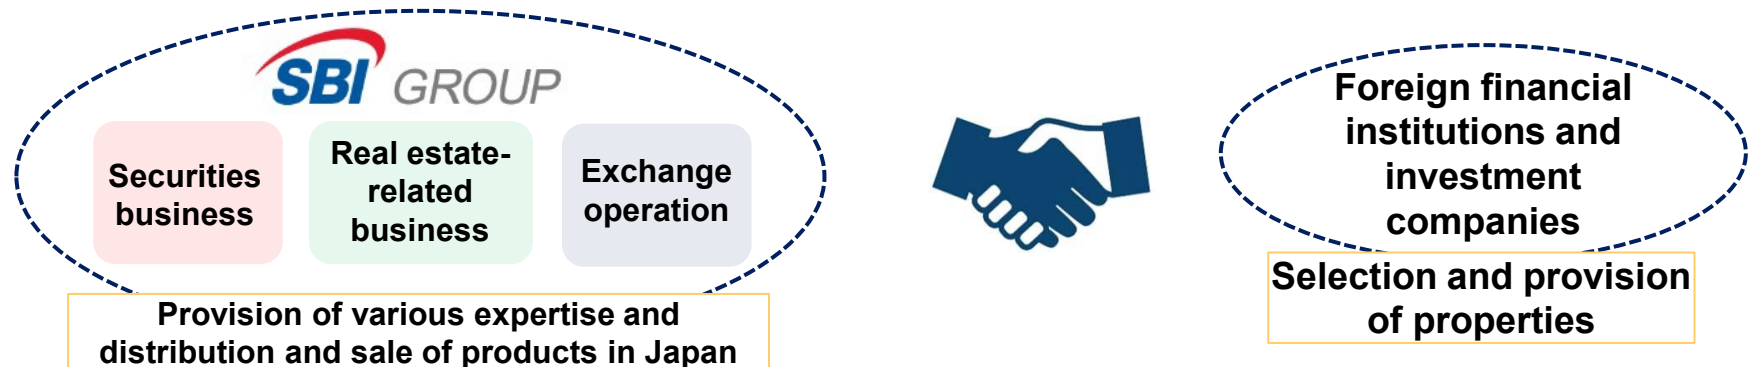 SBI GROUP
Securities
business
Real estate-
related
business
Exchange
operation
Provision of various expertise and
distribution and sale of products in Japan
Foreign financial
institutions and
investment
companies
Selection and provision
of properties